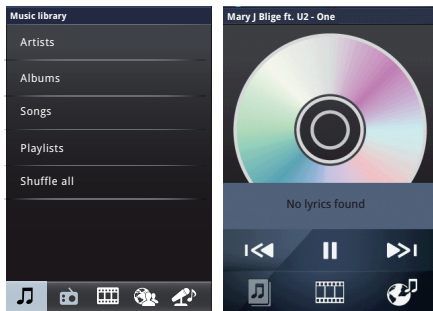 Music library
Artists
Albums
Songs
Playlists
Shuffle all
Mary J Blige ft. U2 - One
No lyrics found